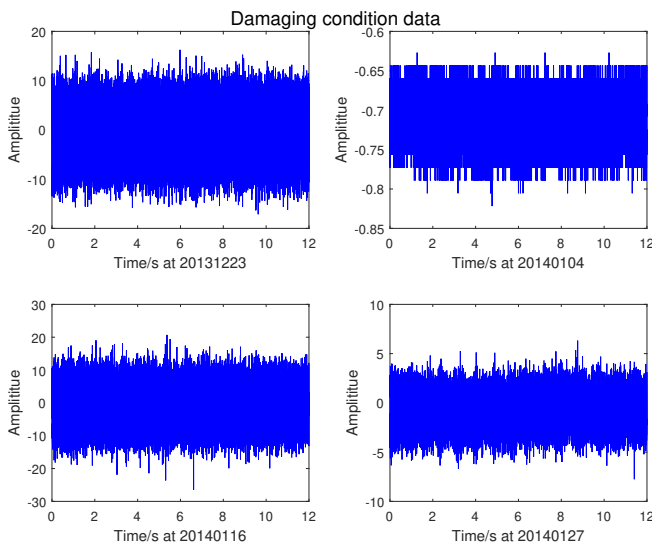 Damaging condition data
20
10
0
-10
-20
Amplititue
0 2 4 6 8 10 12
Time/s at 20131223
-0.6
-0.65
-0.7
-0.75
-0.8
-0.85
Amplititue
0 2 4 6 8 10 12
Time/s at 20140104
30
20
10
0
-10
-20
-30
Amplititue
0 2 4 6 8 10 12
Time/s at 20140116
10
5
0
-5
-10
Amplititue
0 2 4 6 8 10 12
Time/s at 20140127